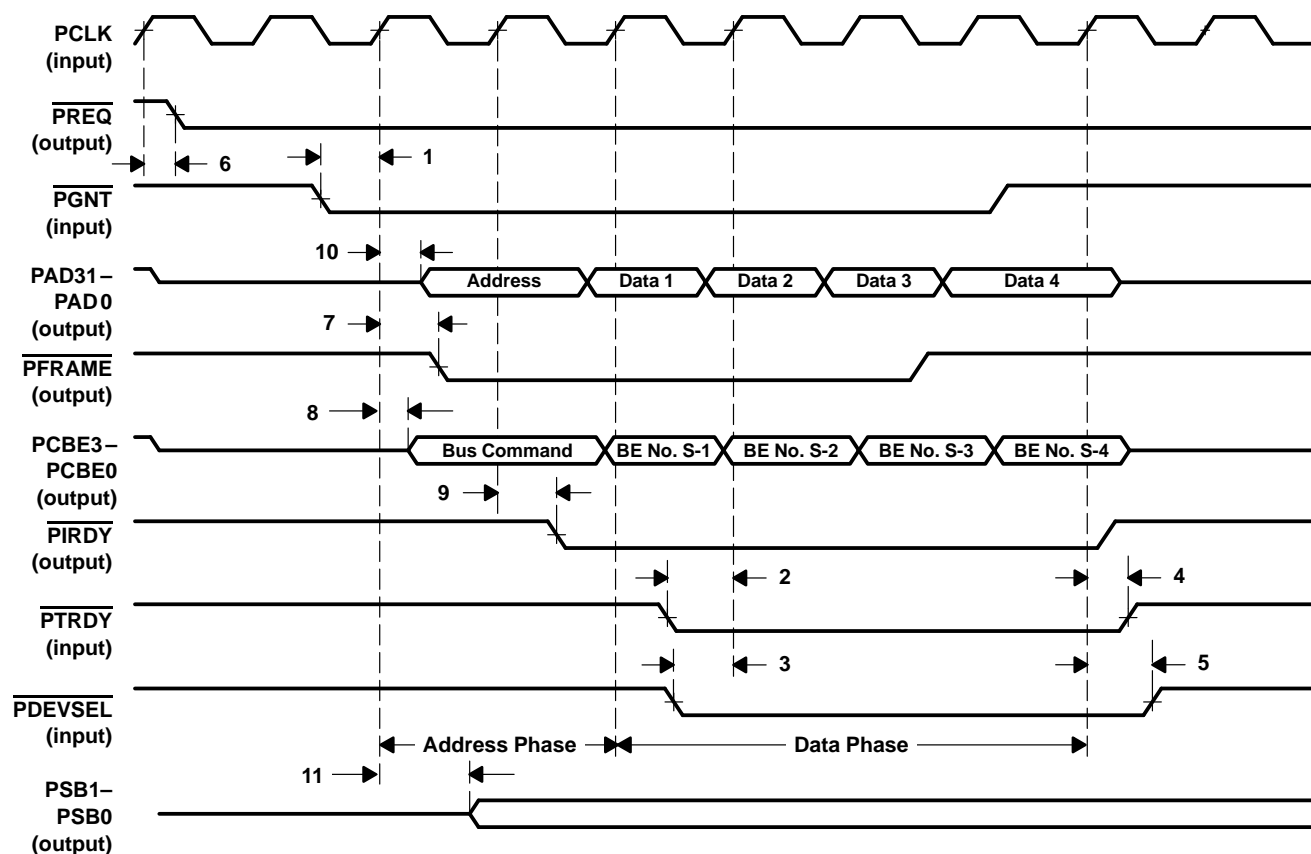 PCLK
(input)
PREQ
(output)
6
1
PGNT
(input)
10
PAD31–
PAD0
(output)
Address
Data 1
Data 2
Data 3
Data 4
7
PFRAME
(output)
8
PCBE3–
PCBE0
(output)
Bus Command
BE No. S-1
BE No. S-2
BE No. S-3
BE No. S-4
9
PIRDY
(output)
2
4
PTRDY
(input)
3
5
PDEVSEL
(input)
Address Phase
Data Phase
11
PSB1–
PSB0
(output)